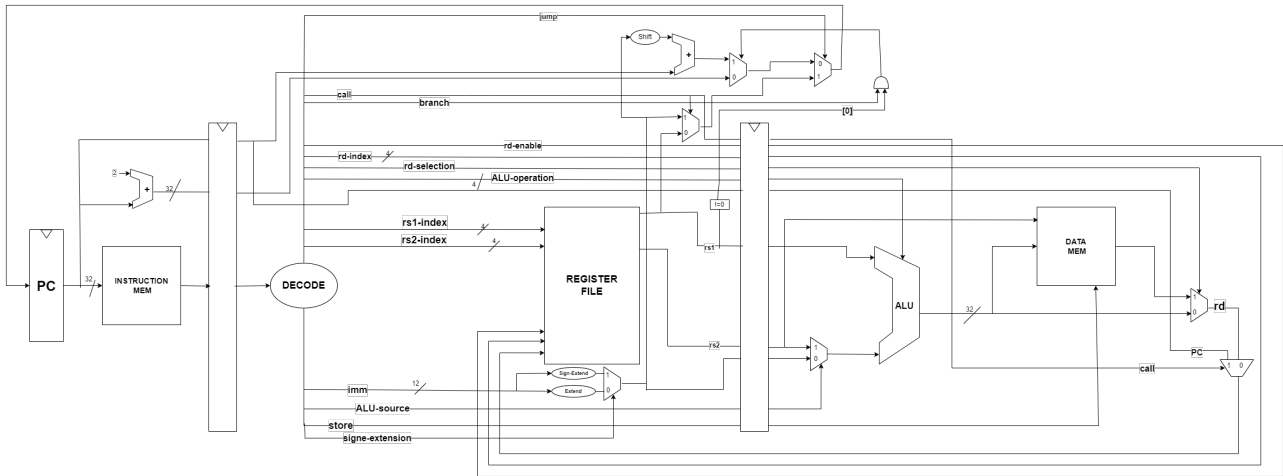 jump
Shift
+
1
0
0
1
call
branch
[0]
1
0
rd-enable
rd-index
4
rd-selection
ALU-operation
4
2
+
32
!=0
rs1-index
4
rs2-index
4
rs1
PC
32
INSTRUCTION
MEM
DECODE
REGISTER
FILE
DATA
MEM
ALU
32
1
0
rd
rs2
1
0
PC
call
1 0
Sign-Extend
Extend
1
0
imm
12
ALU-source
store
signe-extension